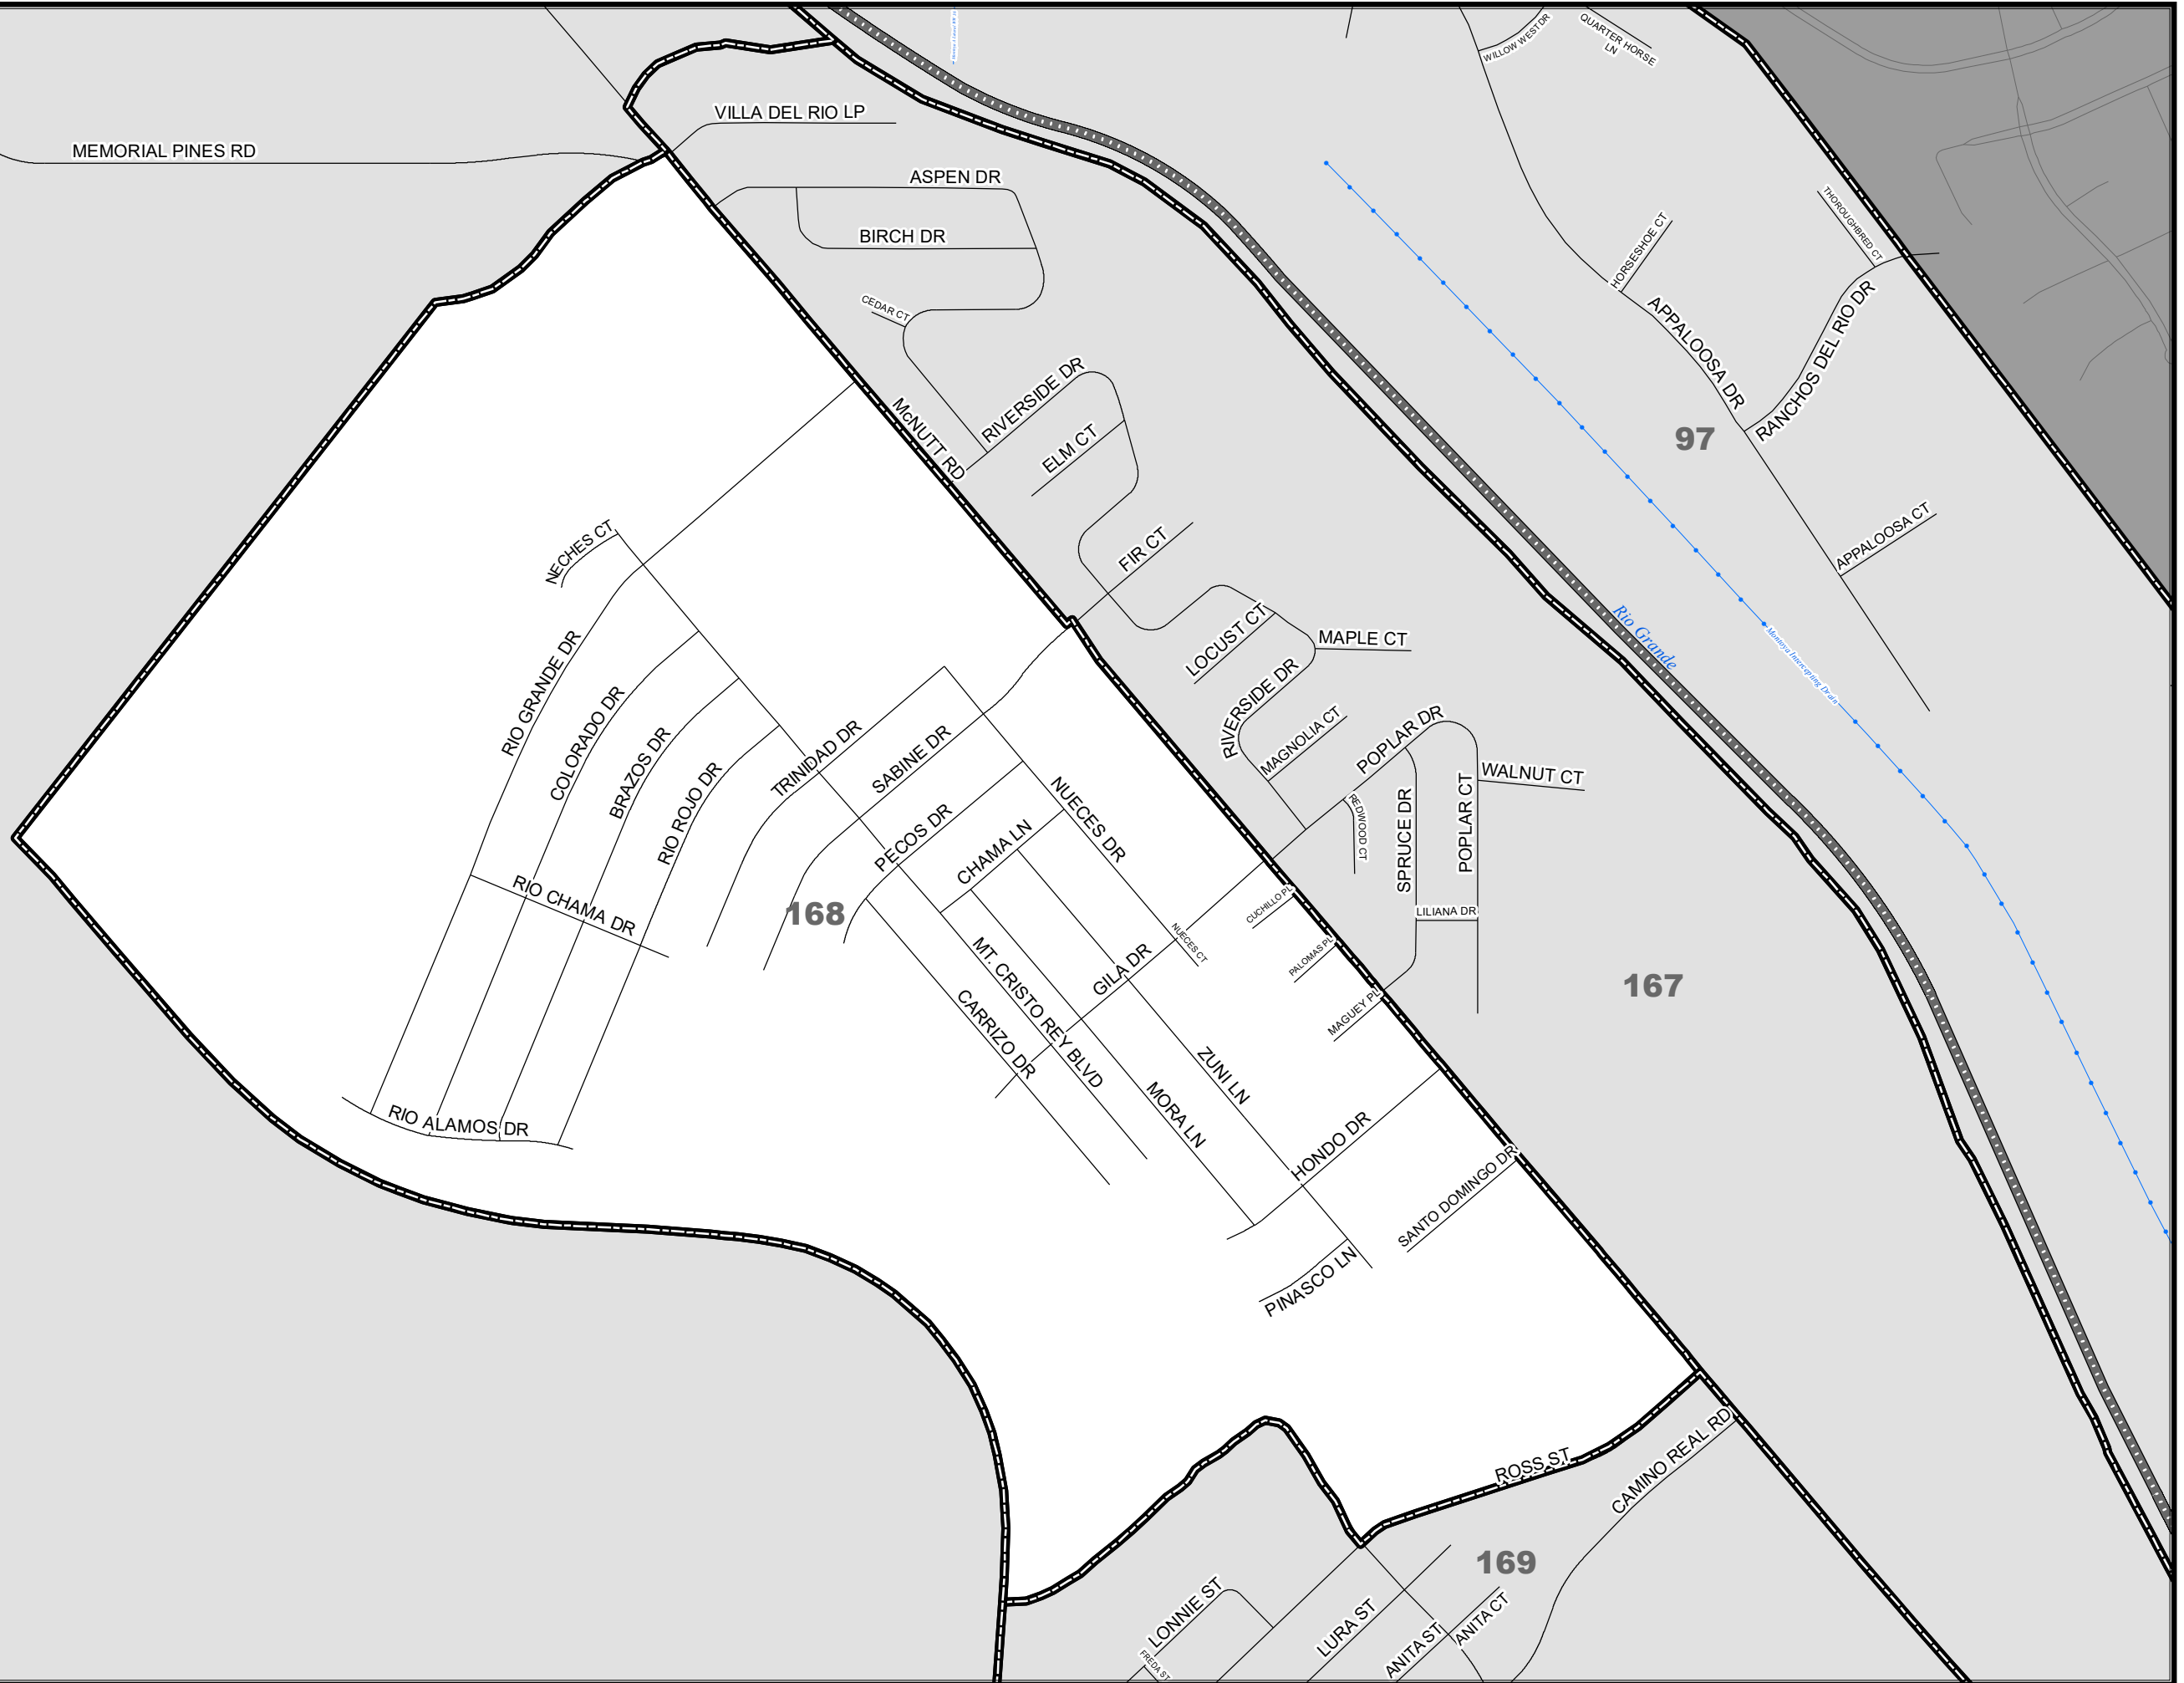 WILLOW WEST DR
QUARTER HORSE
LN
VILLA DEL RIO LP
MEMORIAL PINES RD
ASPEN DR
THOROUGHBRED CT
BIRCH DR
HORSESHOE CT
CEDAR CT
APPALOOSA DR
RANCHOS DEL RIO DR
RIVERSIDE DR
McNUTT RD
97
ELM CT
NECHES CT
FIR CT
APPALOOSA CT
Rio Grande
Montoya Intercepting Drain
LOCUST CT
MAPLE CT
RIO GRANDE DR
COLORADO DR
RIVERSIDE DR
BRAZOS DR
TRINIDAD DR
SABINE DR
MAGNOLIA CT
POPLAR DR
RIO ROJO DR
WALNUT CT
NUECES DR
PECOS DR
CHAMA LN
REDWOOD CT
SPRUCE DR
POPLAR CT
RIO CHAMA DR
168
CUCHILLO PL
LILIANA DR
NUECES CT
PALOMAS PL
GILA DR
MT. CRISTO REY BLVD
167
MAGUEY PL
CARRIZO DR
ZUNI LN
RIO ALAMOS DR
MORA LN
HONDO DR
SANTO DOMINGO DR
PINASCO LN
ROSS ST
CAMINO REAL RD
169
LONNIE ST
LURA ST
ANITA ST
ANITA CT
FREDA ST